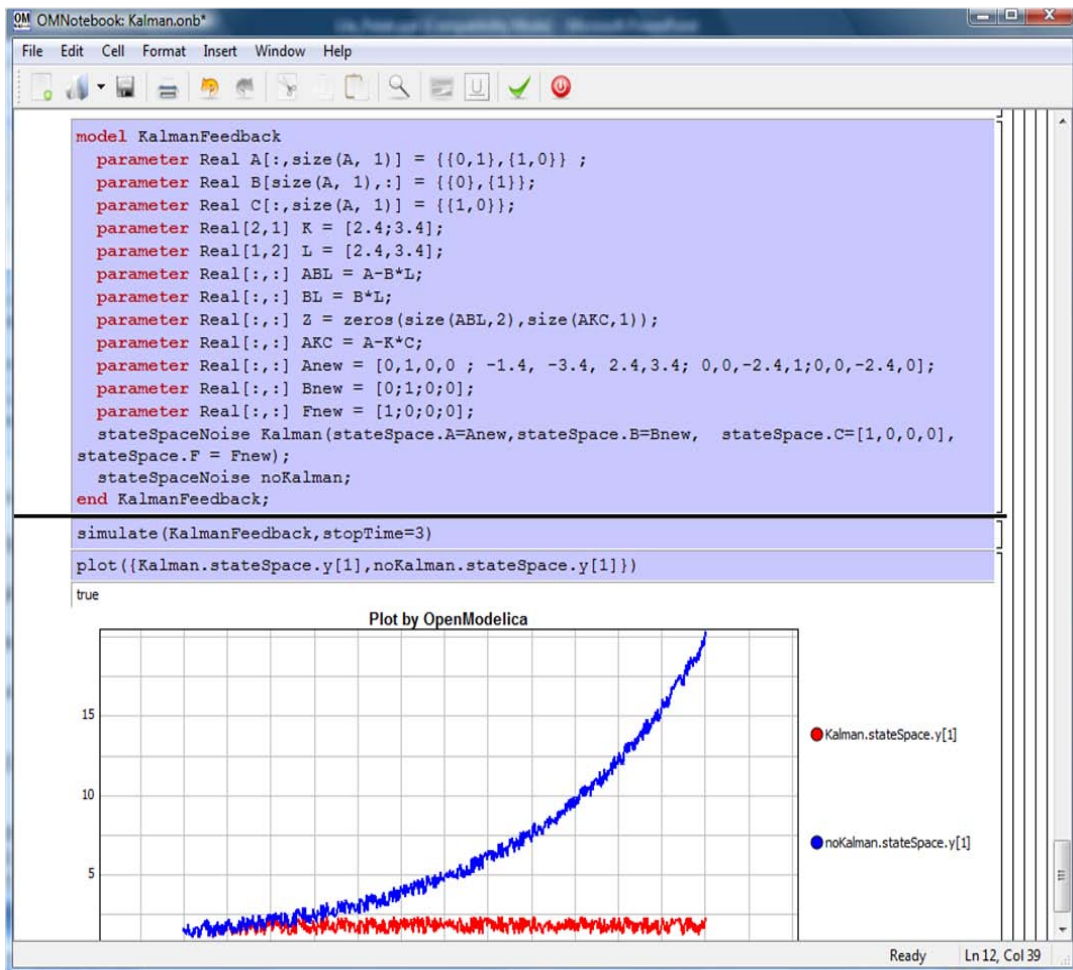 OMNotebook: Kalman.onb*
File Edit Cell Format Insert Window Help
model KalmanFeedback
parameter Real A[:,size(A, 1)] = {{0,1},{1,0}} ;
parameter Real B[size(A, 1),:] = {{0},{1}};
parameter Real C[:,size(A, 1)] = {{1,0}};
parameter Real[2,1] K = [2.4;3.4];
parameter Real[1,2] L = [2.4,3.4];
parameter Real[:,:] ABL = A-B*L;
parameter Real[:,:] BL = B*L;
parameter Real[:,:] Z = zeros(size(ABL,2),size(AKC,1));
parameter Real[:,:] AKC = A-K*C;
parameter Real[:,:] Anew = [0,1,0,0 ; -1.4, -3.4, 2.4,3.4; 0,0,-2.4,1;0,0,-2.4,0];
parameter Real[:,:] Bnew = [0;1;0;0];
parameter Real[:,:] Fnew = [1;0;0;0];
stateSpaceNoise Kalman(stateSpace.A=Anew,stateSpace.B=Bnew, stateSpace.C=[1,0,0,0],
stateSpace.F = Fnew);
stateSpaceNoise noKalman;
end KalmanFeedback;
simulate(KalmanFeedback,stopTime=3)
plot({Kalman.stateSpace.y[1],noKalman.stateSpace.y[1]})
true
Plot by OpenModelica
15
Kalman.stateSpace.y[1]
10
noKalman.stateSpace.y[1]
5
Ready Ln 12, Col 39